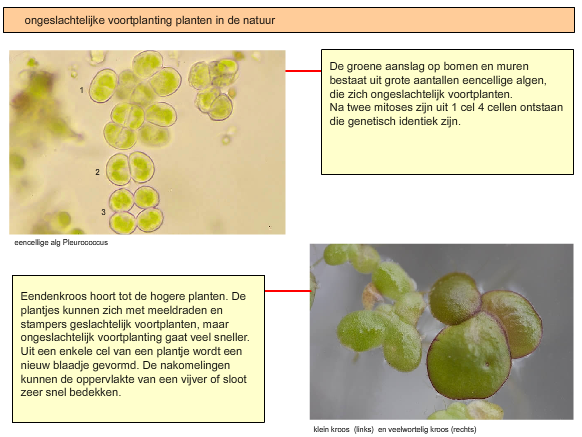 ongeslachtelijke voortplanting planten in de natuur
De groene aanslag op bomen en muren
bestaat uit grote aantallen eencellige algen,
die zich ongeslachtelijk voortplanten.
Na twee mitoses zijn uit 1 cel 4 cellen ontstaan
die genetisch identiek zijn.
1
2
3
eencellige alg Pleurococcus
Eendenkroos hoort tot de hogere planten. De
plantjes kunnen zich met meeldraden en
stampers geslachtelijk voortplanten, maar
ongeslachtelijk voortplanting gaat veel sneller.
Uit een enkele cel van een plantje wordt een
nieuw blaadje gevormd. De nakomelingen
kunnen de oppervlakte van een vijver of sloot
zeer snel bedekken.
klein kroos (links) en veelwortelig kroos (rechts)